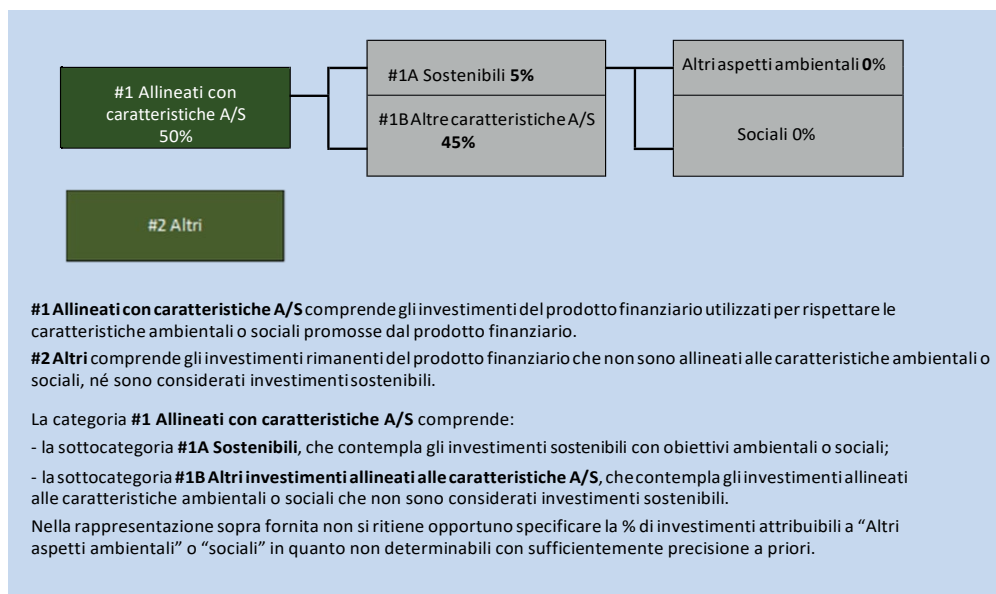 #1 Allineati con
caratteristiche A/S
50%
#1A Sostenibili 5%
#1B Altre caratteristiche A/S
45%
Altri aspetti ambientali 0%
Sociali 0%
#2 Altri
#1 Allineati con caratteristiche A/S comprende gli investimenti del prodotto finanziario utilizzati per rispettare le
caratteristiche ambientali o sociali promosse dal prodotto finanziario.
#2 Altri comprende gli investimenti rimanenti del prodotto finanziario che non sono allineati alle caratteristiche ambientali o
sociali, né sono considerati investimenti sostenibili.
La categoria #1 Allineati con caratteristiche A/S comprende:
- la sottocategoria #1A Sostenibili, che contempla gli investimenti sostenibili con obiettivi ambientali o sociali;
- la sottocategoria #1B Altri investimenti allineati alle caratteristiche A/S, che contempla gli investimenti allineati
alle caratteristiche ambientali o sociali che non sono considerati investimenti sostenibili.
Nella rappresentazione sopra fornita non si ritiene opportuno specificare la % di investimenti attribuibili a “Altri
aspetti ambientali” o “sociali” in quanto non determinabili con sufficientemente precisione a priori.